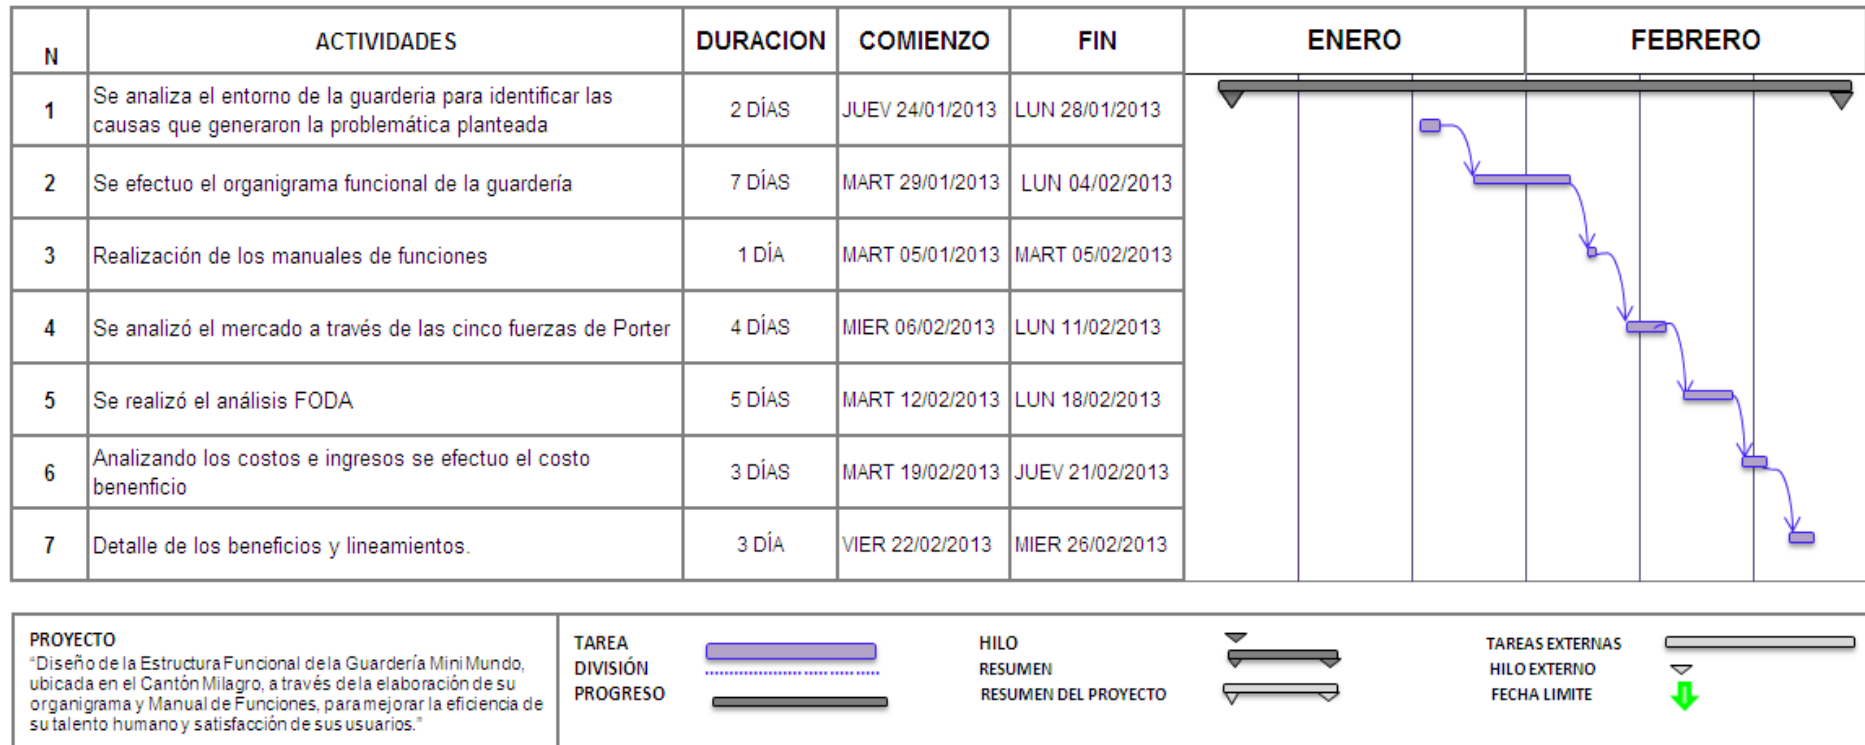 N ACTIVIDADES DURACION COMIENZO FIN ENERO FEBRERO
1 Se analiza el entorno de la guarderia para identificar las
causas que generaron la problemática planteada 2 DÍAS JUEV 24/01/2013 LUN 28/01/2013
2 Se efectuo el organigrama funcional de la guardería 7 DÍAS MART 29/01/2013 LUN 04/02/2013
3 Realización de los manuales de funciones 1 DÍA MART 05/01/2013 MART 05/02/2013
4 Se analizó el mercado a través de las cinco fuerzas de Porter 4 DÍAS MIER 06/02/2013 LUN 11/02/2013
5 Se realizó el análisis FODA 5 DÍAS MART 12/02/2013 LUN 18/02/2013
6 Analizando los costos e ingresos se efectuo el costo
benenficio 3 DÍAS MART 19/02/2013 JUEV 21/02/2013
7 Detalle de los beneficios y lineamientos. 3 DÍA VIER 22/02/2013 MIER 26/02/2013
PROYECTO
"Diseño de la Estructura Funcional de la Guardería Mini Mundo,
ubicada en el Cantón Milagro, a través de la elaboración de su
organigrama y Manual de Funciones, para mejorar la eficiencia de
su talento humano y satisfacción de sus usuarios."
TAREA
DIVISIÓN
PROGRESO
HILO
RESUMEN
RESUMEN DEL PROYECTO
TAREAS EXTERNAS
HILO EXTERNO
FECHA LIMITE